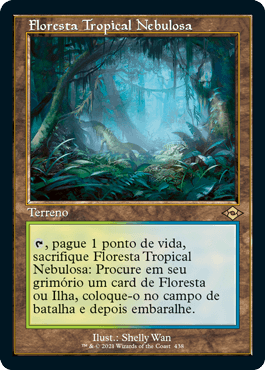 Floresta Tropical Nebulosa
Terreno
, pague 1 ponto de vida,
sacrifique Floresta Tropical
Nebulosa: Procure em seu
grimório um card de Floresta
ou Ilha, coloque-o no campo de
batalha e depois embaralhe.
Ilust.: Shelly Wan
™ & © 2021 Wizards of the Coast 438